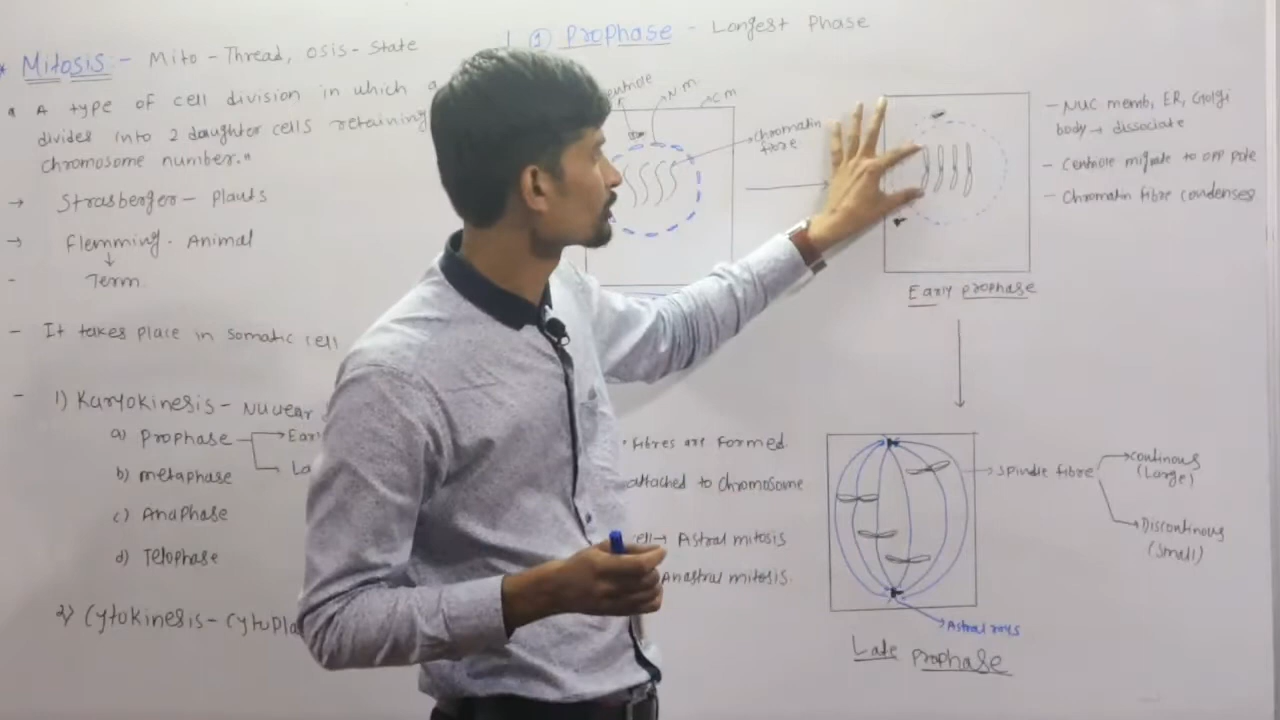 * Mitosis :- Mito - Thread, osis - State
A type of cell division in which a
divides into 2 daughter cells retaining
chromosome number."
→ Strasberger - Plants
→ Flemming. Animal
↓
- Term
- It takes place in somatic cell
- 1) Karyokinesis - Nuclear
a) Prophase
b) metaphase
c) Anaphase
d) Telophase
2) Cytokinesis -
① Prophase - Longest Phase
N.m.
C.m
chromatin
fibre
- Nuc memb, ER, Golgi
body → dissociate
- Centriole migrate to opp pole
- Chromatin fibre condenses
Early prophase
Fibres are formed
attached to chromosome
→ Astral mitosis
Anastral mitosis.
Spindle fibre
continous
(Large)
Discontinous
(small)
Astral rays
Late Prophase